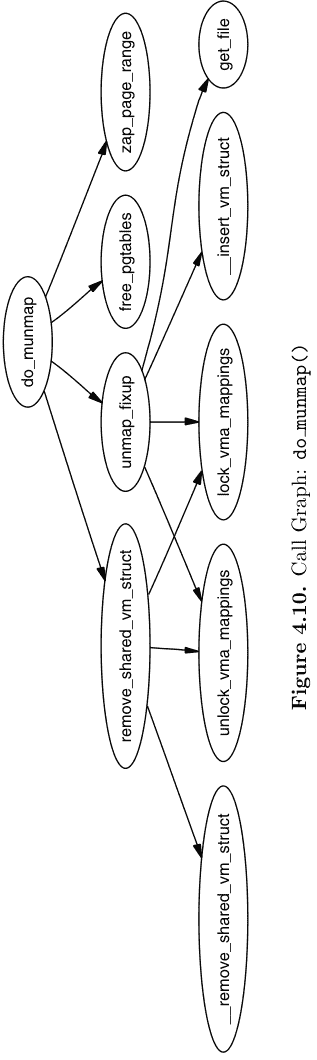 do_munmap
remove_shared_vm_struct
unmap_fixup
free_pgtables
zap_page_range
__remove_shared_vm_struct
unlock_vma_mappings
lock_vma_mappings
__insert_vm_struct
get_file
Figure 4.10. Call Graph: do_munmap()